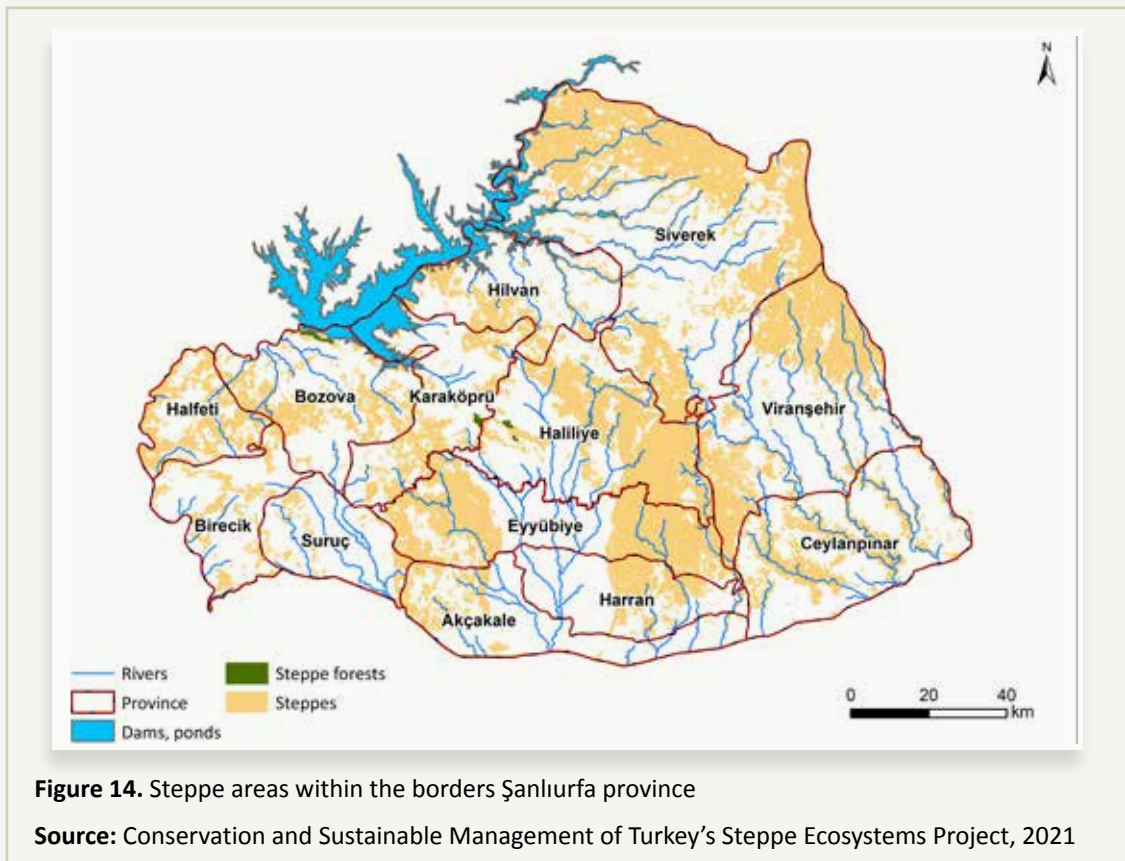 N
Siverek
Hilvan
Halfeti
Bozova
Karaköprü
Haliliye
Viranşehir
Birecik
Suruç
Eyyübiye
Ceylanpınar
Akçakale
Harran
Rivers
Province
Dams, ponds
Steppe forests
Steppes
0 20 40
km
Figure 14. Steppe areas within the borders Şanlıurfa province
Source: Conservation and Sustainable Management of Turkey's Steppe Ecosystems Project, 2021